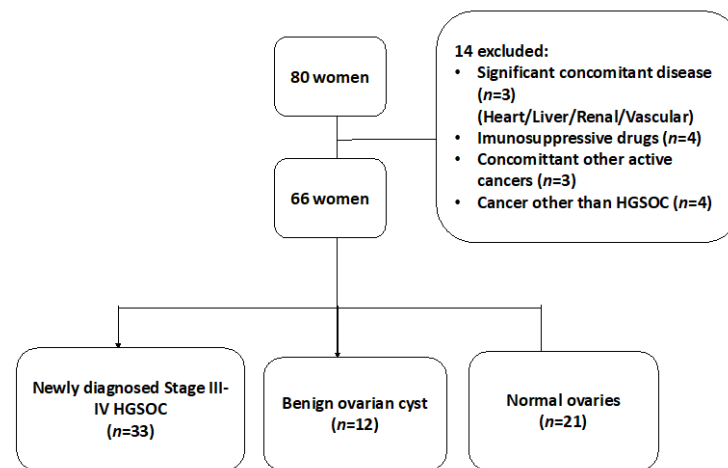 80 women
14 excluded:
• Significant concomitant disease
(n=3)
(Heart/Liver/Renal/Vascular)
• Imunosuppressive drugs (n=4)
• Concomittant other active
cancers (n=3)
• Cancer other than HGSOC (n=4)
66 women
Newly diagnosed Stage III-
IV HGSOC
(n=33)
Benign ovarian cyst
(n=12)
Normal ovaries
(n=21)